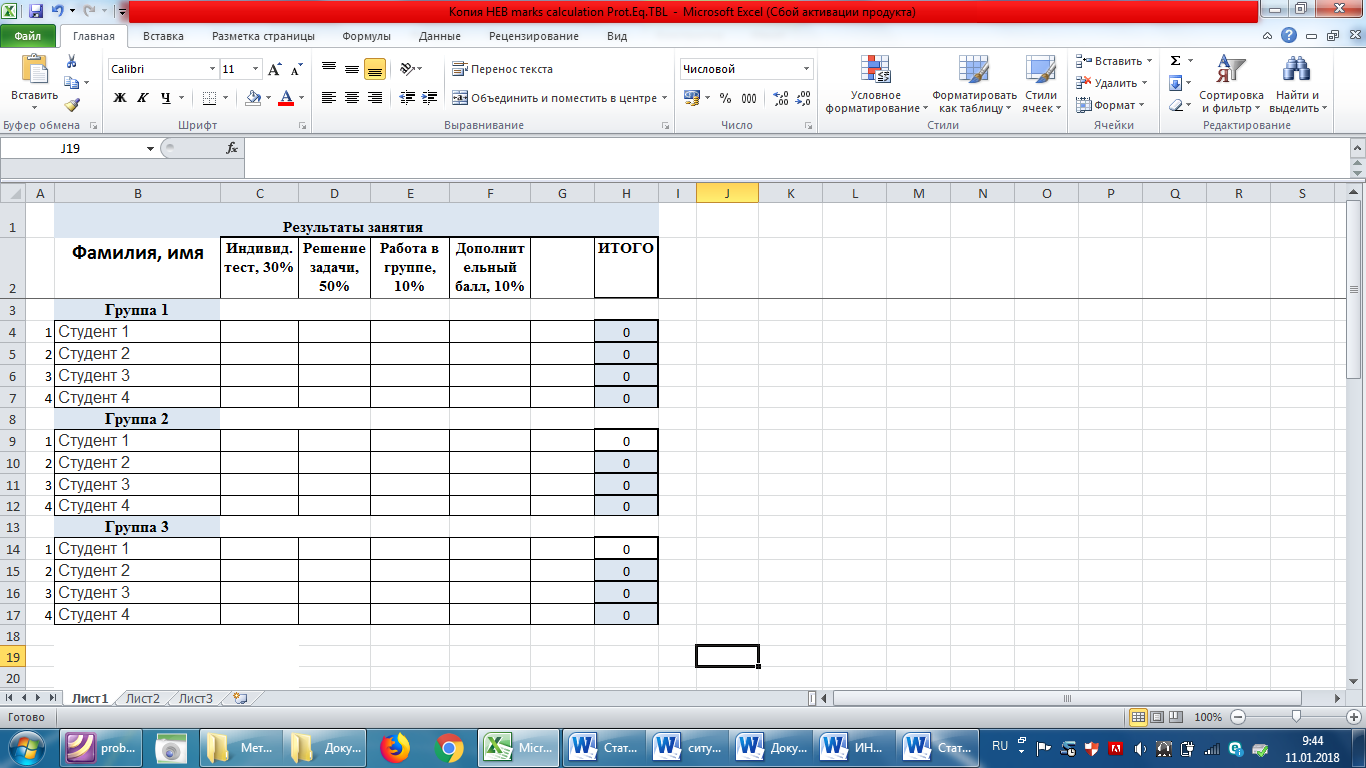 Копия HEB marks calculation Prot.Eq.TBL - Microsoft Excel (Сбой активации продукта)
Файл Главная Вставка Разметка страницы Формулы Данные Рецензирование Вид
Вставить
Буфер обмена
Calibri 11
Ж К Ч
Шрифт
Перенос текста
Объединить и поместить в центре
Выравнивание
Числовой
% 000
Число
Условное форматирование
Форматировать как таблицу
Стили ячеек
Стили
Вставить
Удалить
Формат
Ячейки
Σ
Сортировка и фильтр
Найти и выделить
Редактирование
J19 fx
A B C D E F G H I J K L M N O P Q R S
1 Результаты занятия
2 Фамилия, имя Индивид. тест, 30% Решение задачи, 50% Работа в группе, 10% Дополнительный балл, 10% ИТОГО
3 Группа 1
4 1 Студент 1 0
5 2 Студент 2 0
6 3 Студент 3 0
7 4 Студент 4 0
8 Группа 2
9 1 Студент 1 0
10 2 Студент 2 0
11 3 Студент 3 0
12 4 Студент 4 0
13 Группа 3
14 1 Студент 1 0
15 2 Студент 2 0
16 3 Студент 3 0
17 4 Студент 4 0
18
19
20
Лист1 Лист2 Лист3
Готово 100%
prob... Мет... Доку... Micr... Стат... ситу... Доку... ИН... Стат... RU 9:44
11.01.2018